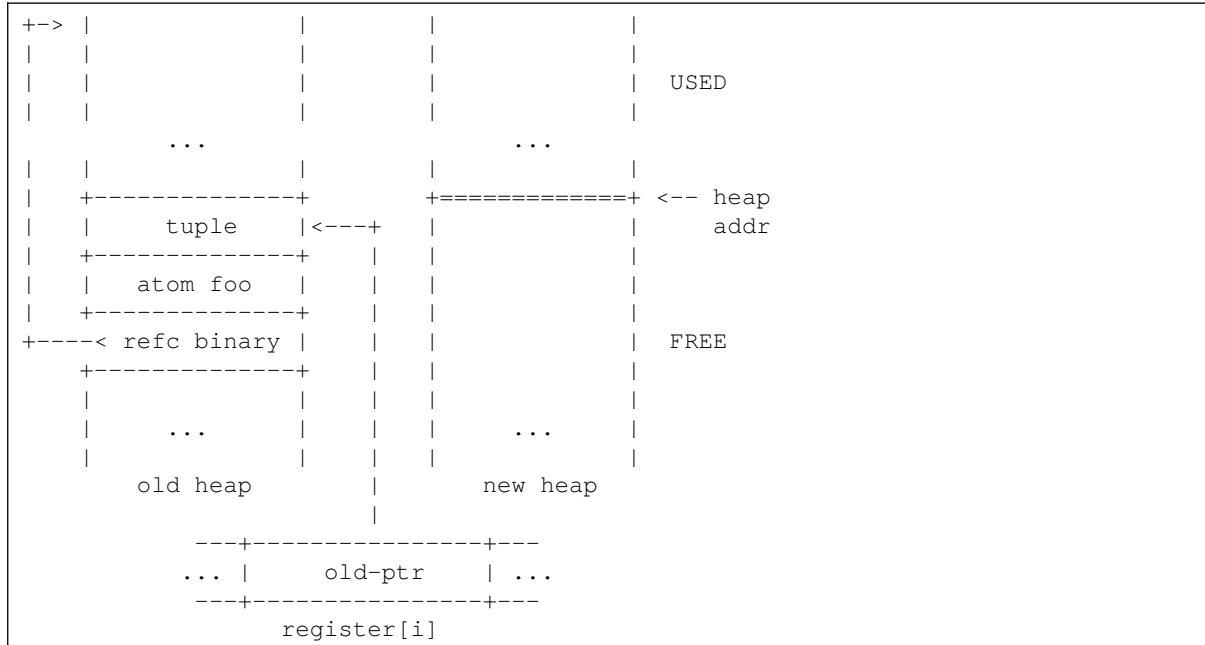 +-> |              |        |             |
|   |              |        |             |
|   |              |        |             |  USED
|   |              |        |             |
          ...                    ...
|   |              |        |             |
|   +--------------+        +=============+ <-- heap
|   |     tuple    |<---+   |             |     addr
|   +--------------+    |   |             |
|   |   atom foo   |    |   |             |
|   +--------------+    |   |             |
+----< refc binary |    |   |             |  FREE
    +--------------+    |   |             |
    |              |    |   |             |
    |     ...      |    |   |     ...     |
    |              |    |   |             |
        old heap        |       new heap
                        |
            ---+----------------+---
           ... |     old-ptr    | ...
            ---+----------------+---
                  register[i]